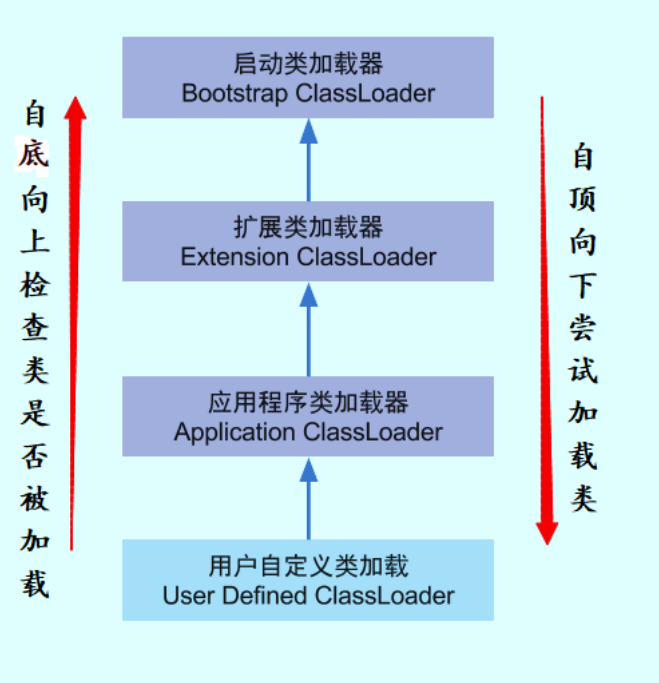 启动类加载器
Bootstrap ClassLoader
扩展类加载器
Extension ClassLoader
应用程序类加载器
Application ClassLoader
用户自定义类加载
User Defined ClassLoader
自底向上检查类是否被加载
自顶向下尝试加载类